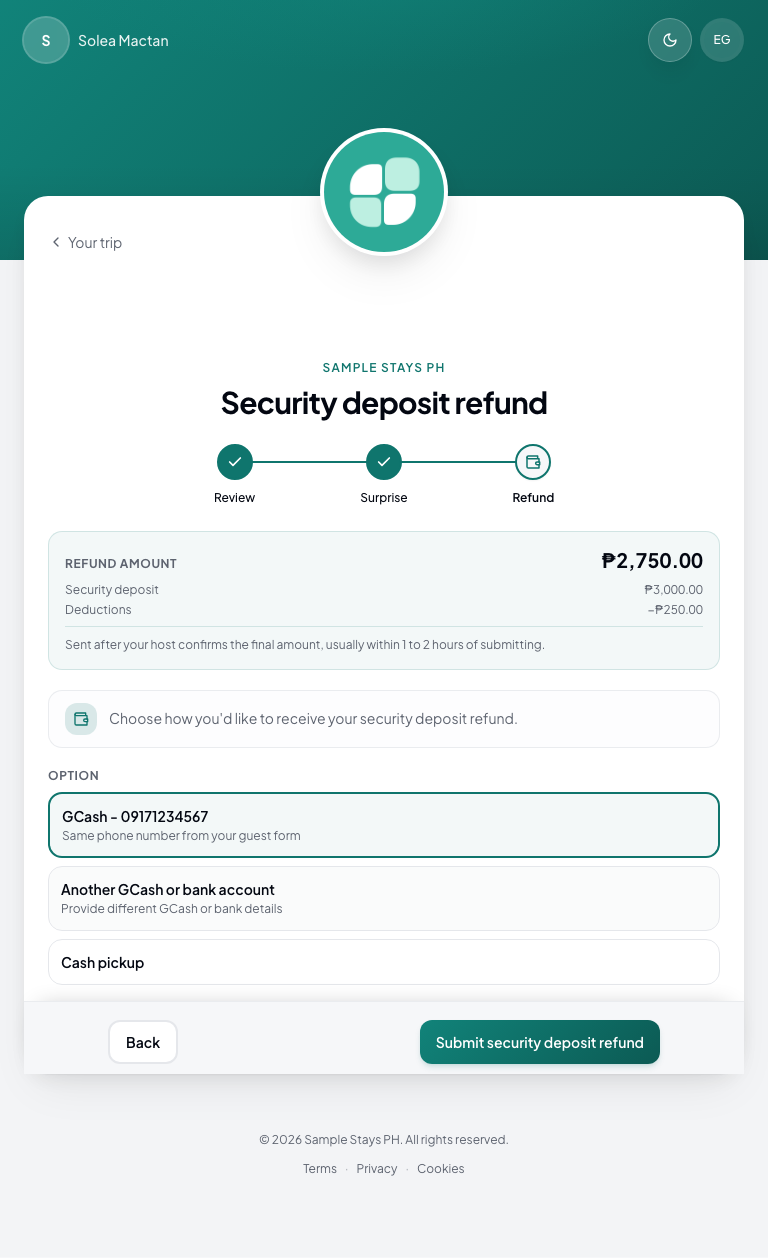 S
Solea Mactan
EG
Your trip
SAMPLE STAYS PH
Security deposit refund
Review
Surprise
Refund
REFUND AMOUNT
₱2,750.00
Security deposit
₱3,000.00
Deductions
−₱250.00
Sent after your host confirms the final amount, usually within 1 to 2 hours of submitting.
Choose how you'd like to receive your security deposit refund.
OPTION
GCash - 09171234567
Same phone number from your guest form
Another GCash or bank account
Provide different GCash or bank details
Cash pickup
Back
Submit security deposit refund
© 2026 Sample Stays PH. All rights reserved.
Terms · Privacy · Cookies